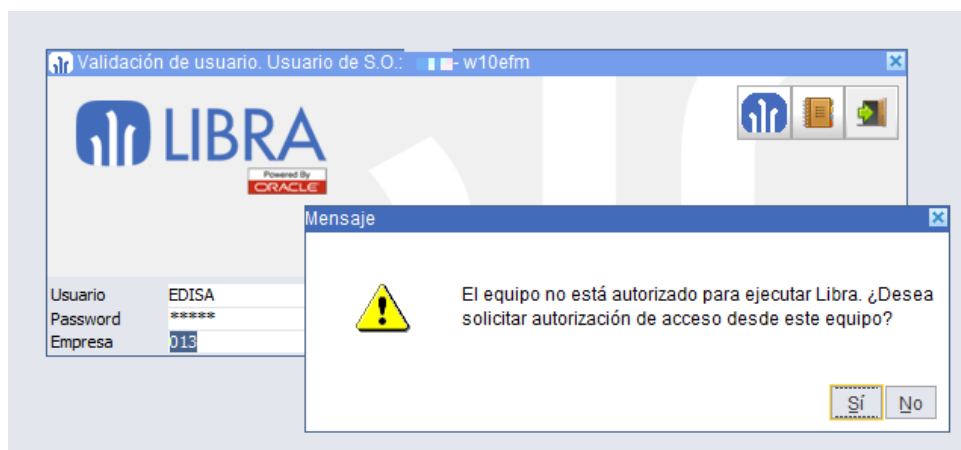 Validación de usuario. Usuario de S.O.: - w10efm
LIBRA
Powered By
ORACLE
Mensaje
El equipo no está autorizado para ejecutar Libra. ¿Desea
solicitar autorización de acceso desde este equipo?
Usuario EDISA
Password *****
Empresa 013
Sí No